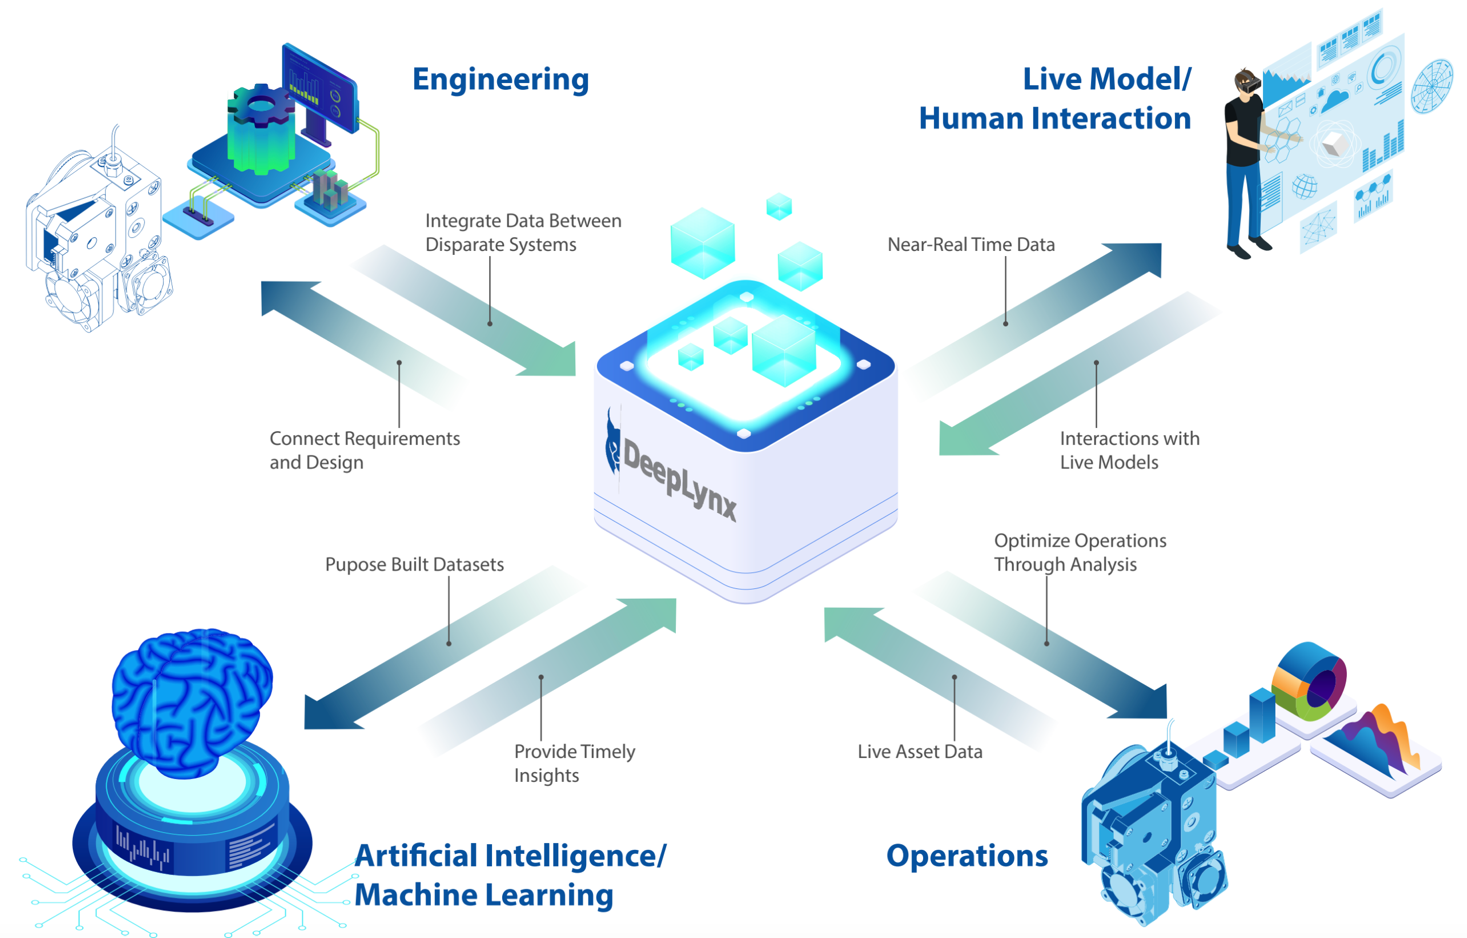 Engineering
Live Model/
Human Interaction
Integrate Data Between
Disparate Systems
Near-Real Time Data
Connect Requirements
and Design
Interactions with
Live Models
DeepLynx
Pupose Built Datasets
Optimize Operations
Through Analysis
Provide Timely
Insights
Live Asset Data
Artificial Intelligence/
Machine Learning
Operations